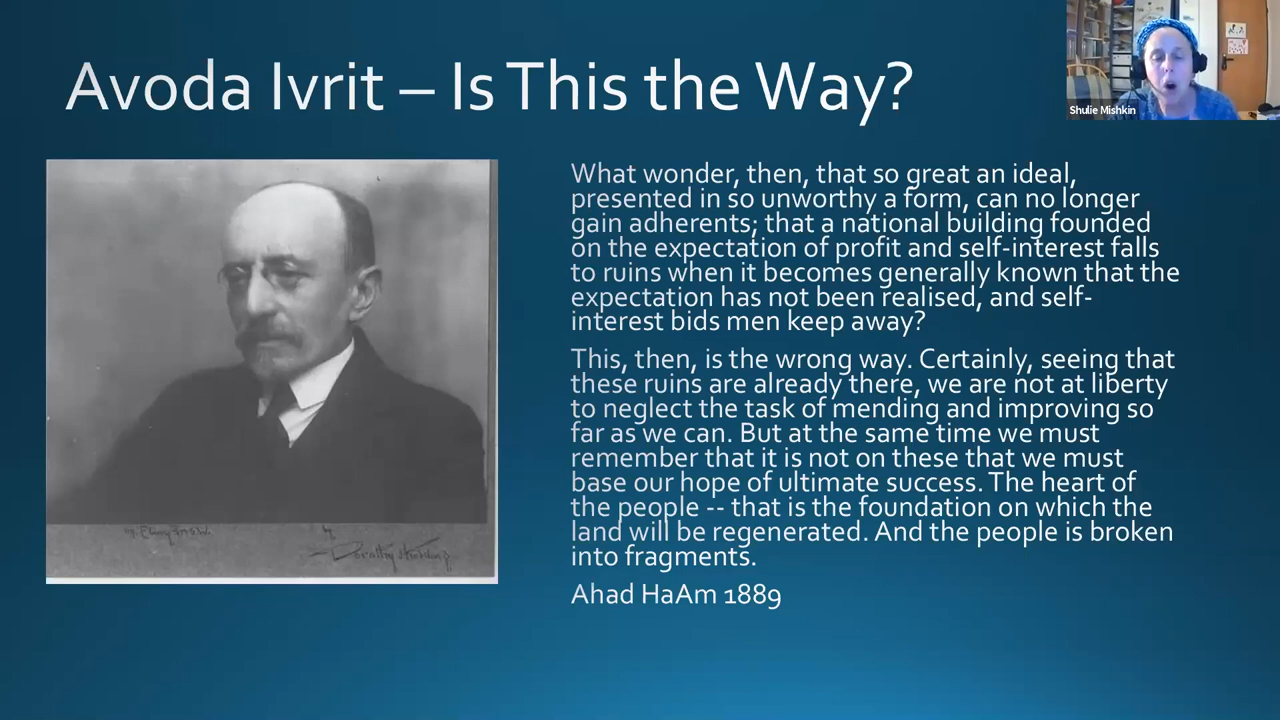 Avoda Ivrit – Is This the Way?
Shulie Mishkin
What wonder, then, that so great an ideal,
presented in so unworthy a form, can no longer
gain adherents; that a national building founded
on the expectation of profit and self-interest falls
to ruins when it becomes generally known that the
expectation has not been realised, and self-
interest bids men keep away?
This, then, is the wrong way. Certainly, seeing that
these ruins are already there, we are not at liberty
to neglect the task of mending and improving so
far as we can. But at the same time we must
remember that it is not on these that we must
base our hope of ultimate success. The heart of
the people -- that is the foundation on which the
land will be regenerated. And the people is broken
into fragments.
Ahad HaAm 1889
by